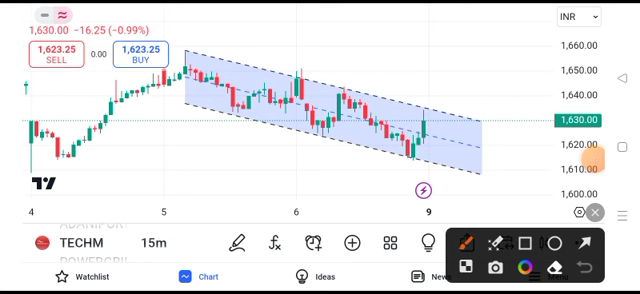 INR
1,630.00 −16.25 (−0.99%)
1,623.25
SELL
0.00
1,623.25
BUY
1,660.00
1,650.00
1,640.00
1,630.00
1,620.00
1,610.00
1,600.00
4 5 6 9
TECHM 15m
Watchlist Chart Ideas News